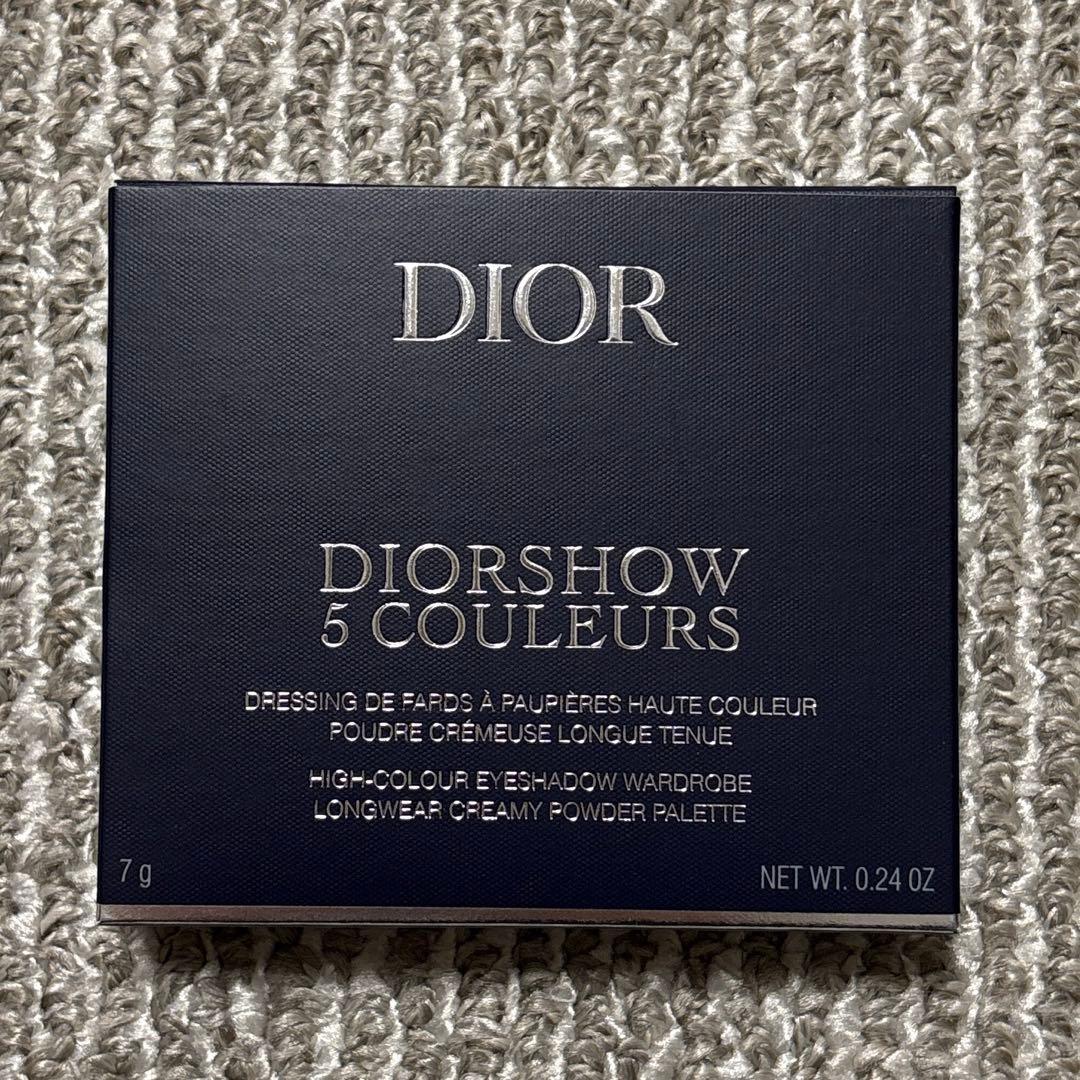 DIOR
DIORSHOW
5 COULEURS
DRESSING DE FARDS À PAUPIÈRES HAUTE COULEUR
POUDRE CRÉMEUSE LONGUE TENUE
HIGH-COLOUR EYESHADOW WARDROBE
LONGWEAR CREAMY POWDER PALETTE
7 g
NET WT. 0.24 OZ